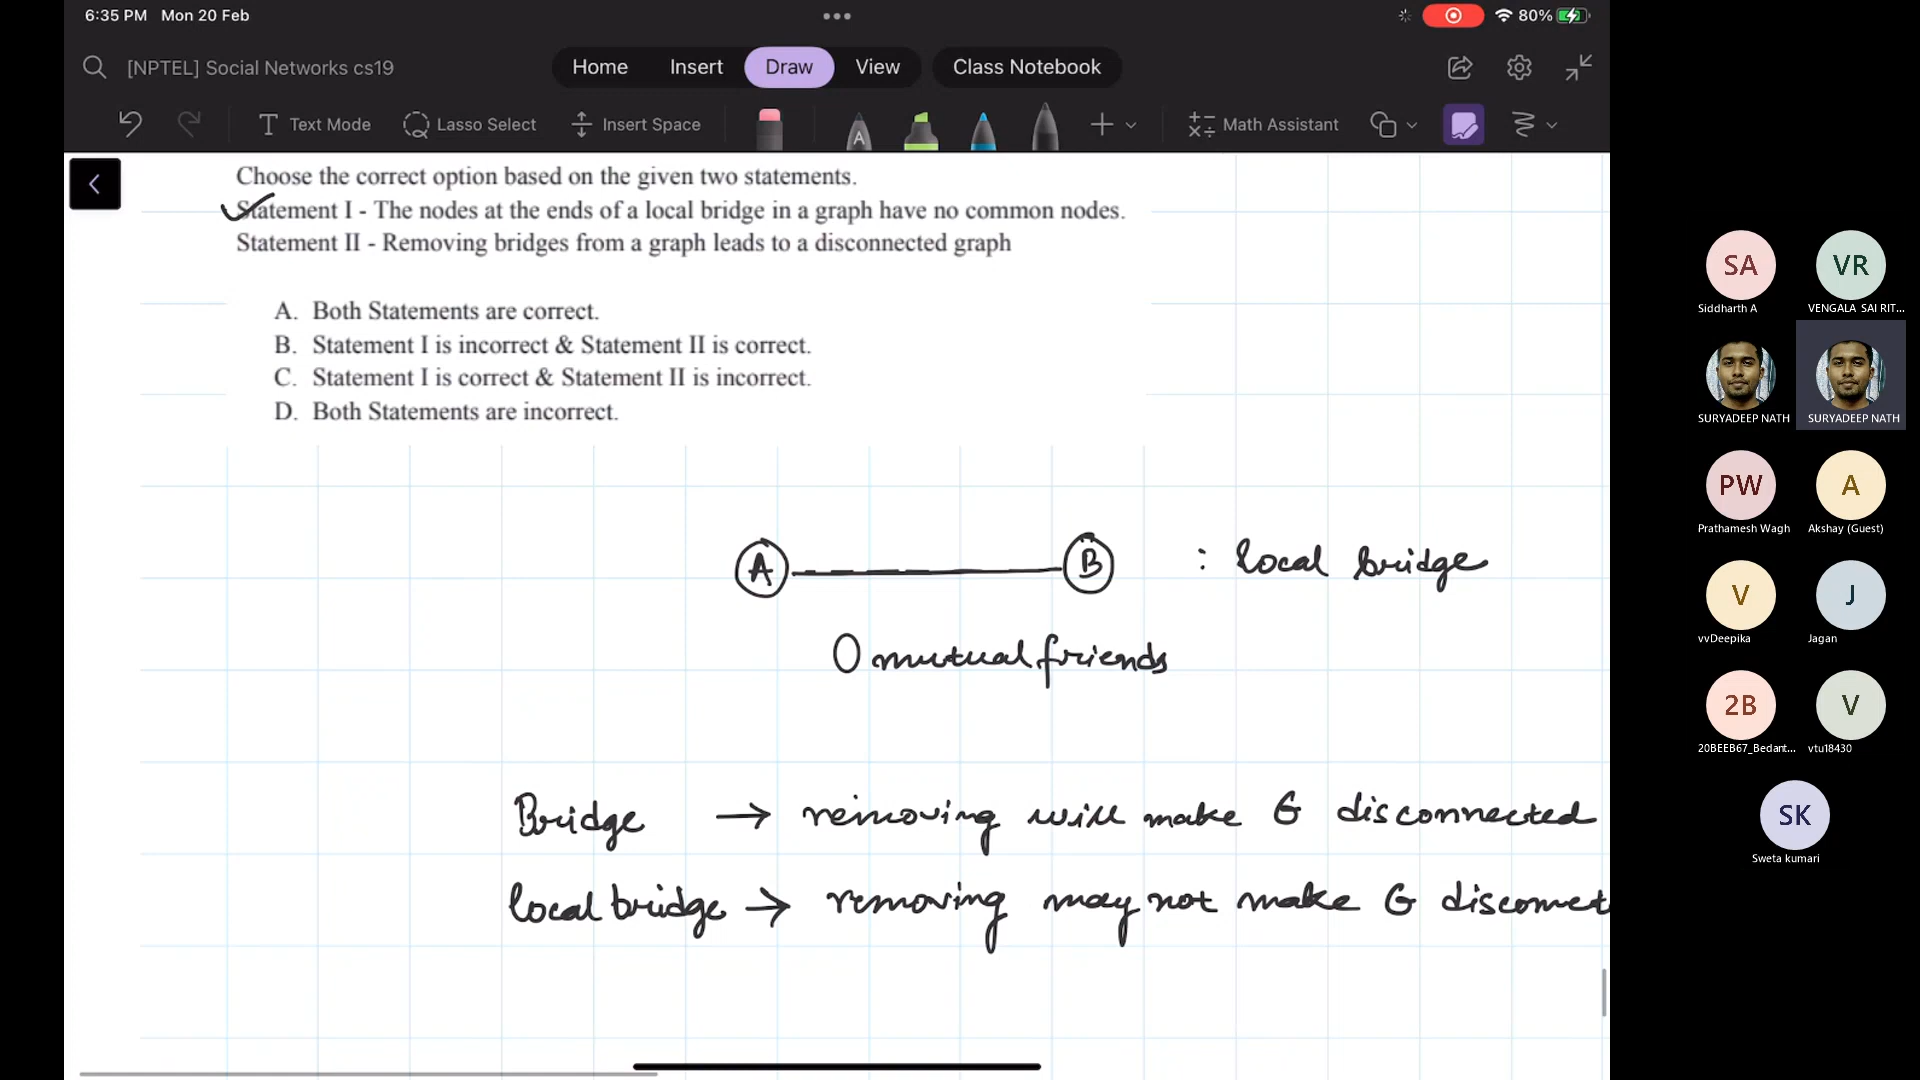 6:35 PM Mon 20 Feb
80%
[NPTEL] Social Networks cs19
Home Insert Draw View Class Notebook
Text Mode Lasso Select Insert Space A Math Assistant
Choose the correct option based on the given two statements.
Statement I - The nodes at the ends of a local bridge in a graph have no common nodes.
Statement II - Removing bridges from a graph leads to a disconnected graph
A. Both Statements are correct.
B. Statement I is incorrect & Statement II is correct.
C. Statement I is correct & Statement II is incorrect.
D. Both Statements are incorrect.
A B : local bridge
0 mutual friends
Bridge → removing will make G disconnected
local bridge → removing may not make G disconnect
SA VR
Siddharth A VENGALA SAI RIT...
SURYADEEP NATH SURYADEEP NATH
PW A
Prathamesh Wagh Akshay (Guest)
V J
vvDeepika Jagan
2B V
20BEEB67_Bedant... vtu18430
SK
Sweta kumari